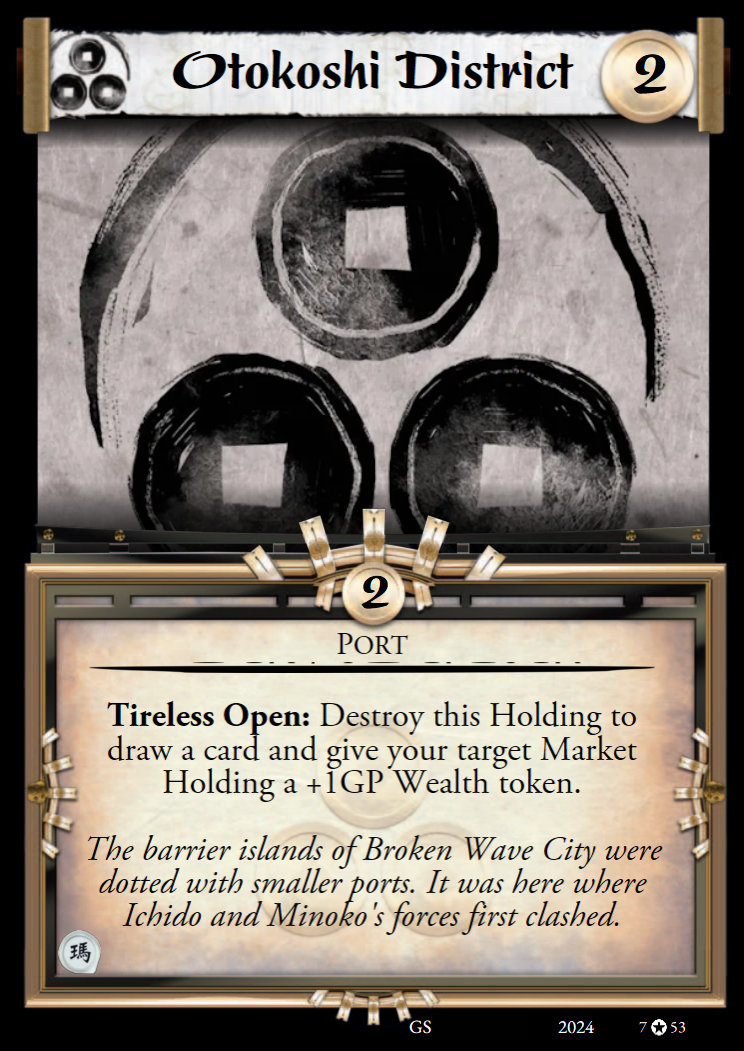 Otokoshi District 2
2
PORT
Tireless Open: Destroy this Holding to
draw a card and give your target Market
Holding a +1GP Wealth token.
The barrier islands of Broken Wave City were
dotted with smaller ports. It was here where
Ichido and Minoko's forces first clashed.
瑪
GS 2024 7 ✪ 53